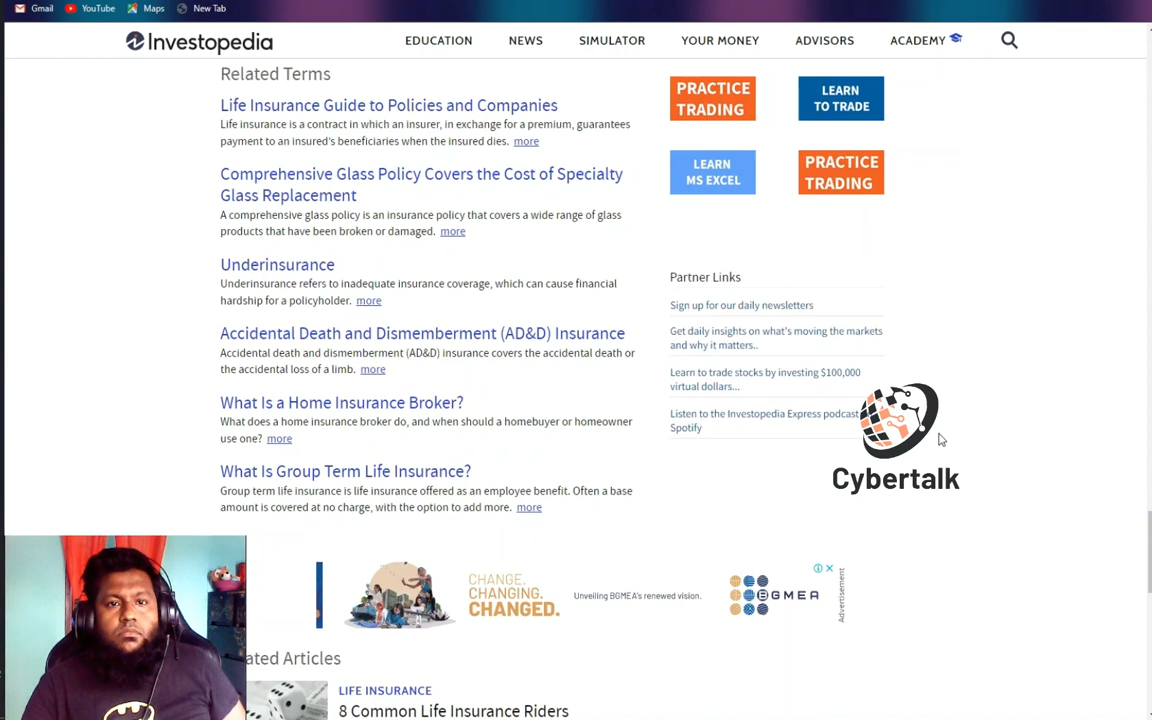 Gmail
YouTube
Maps
New Tab
Investopedia
EDUCATION
NEWS
SIMULATOR
YOUR MONEY
ADVISORS
ACADEMY
Related Terms
Life Insurance Guide to Policies and Companies
Life insurance is a contract in which an insurer, in exchange for a premium, guarantees
payment to an insured's beneficiaries when the insured dies. more
Comprehensive Glass Policy Covers the Cost of Specialty
Glass Replacement
A comprehensive glass policy is an insurance policy that covers a wide range of glass
products that have been broken or damaged. more
Underinsurance
Underinsurance refers to inadequate insurance coverage, which can cause financial
hardship for a policyholder. more
Accidental Death and Dismemberment (AD&D) Insurance
Accidental death and dismemberment (AD&D) insurance covers the accidental death or
the accidental loss of a limb. more
What Is a Home Insurance Broker?
What does a home insurance broker do, and when should a homebuyer or homeowner
use one? more
What Is Group Term Life Insurance?
Group term life insurance is life insurance offered as an employee benefit. Often a base
amount is covered at no charge, with the option to add more. more
PRACTICE
TRADING
LEARN
TO TRADE
LEARN
MS EXCEL
PRACTICE
TRADING
Partner Links
Sign up for our daily newsletters
Get daily insights on what's moving the markets
and why it matters..
Learn to trade stocks by investing $100,000
virtual dollars...
Listen to the Investopedia Express podcast
Spotify
Cybertalk
CHANGE.
CHANGING.
CHANGED.
Unveiling BGMEA's renewed vision.
BGMEA
Advertisement
ated Articles
LIFE INSURANCE
8 Common Life Insurance Riders